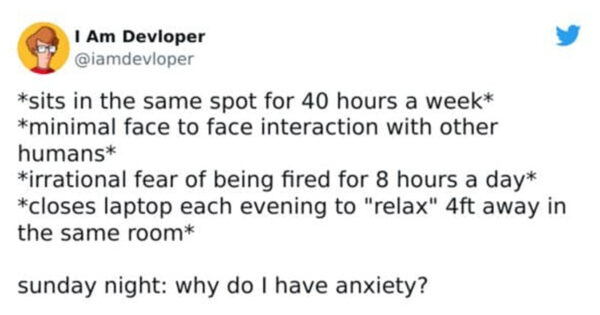 I Am Devloper
@iamdevloper
*sits in the same spot for 40 hours a week*
*minimal face to face interaction with other
humans*
*irrational fear of being fired for 8 hours a day*
*closes laptop each evening to "relax" 4ft away in
the same room*
sunday night: why do I have anxiety?